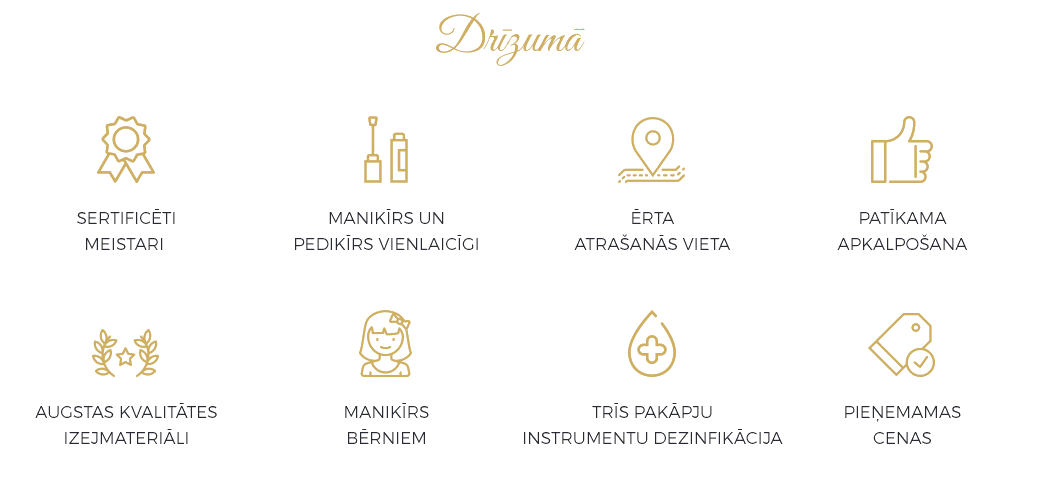 Drīzumā
SERTIFICĒTI
MEISTARI
MANIKĪRS UN
PEDIKĪRS VIENLAICĪGI
ĒRTA
ATRAŠANĀS VIETA
PATĪKAMA
APKALPOŠANA
AUGSTAS KVALITĀTES
IZEJMATERIĀLI
MANIKĪRS
BĒRNIEM
TRĪS PAKĀPJU
INSTRUMENTU DEZINFIKĀCIJA
PIEŅEMAMAS
CENAS